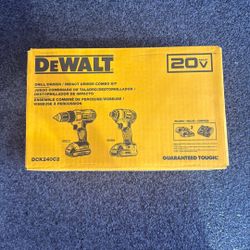 DEWALT
20V
DRILL DRIVER / IMPACT DRIVER COMBO KIT
JUEGO COMBINADO DE TALADRO/DESTORNILLADOR /
DESTORNILLADOR DE IMPACTO
ENSEMBLE COMBINÉ DE PERCEUSE/VISSEUSE /
VISSEUSE À PERCUSSION
DCK240C2
GUARANTEED TOUGH.